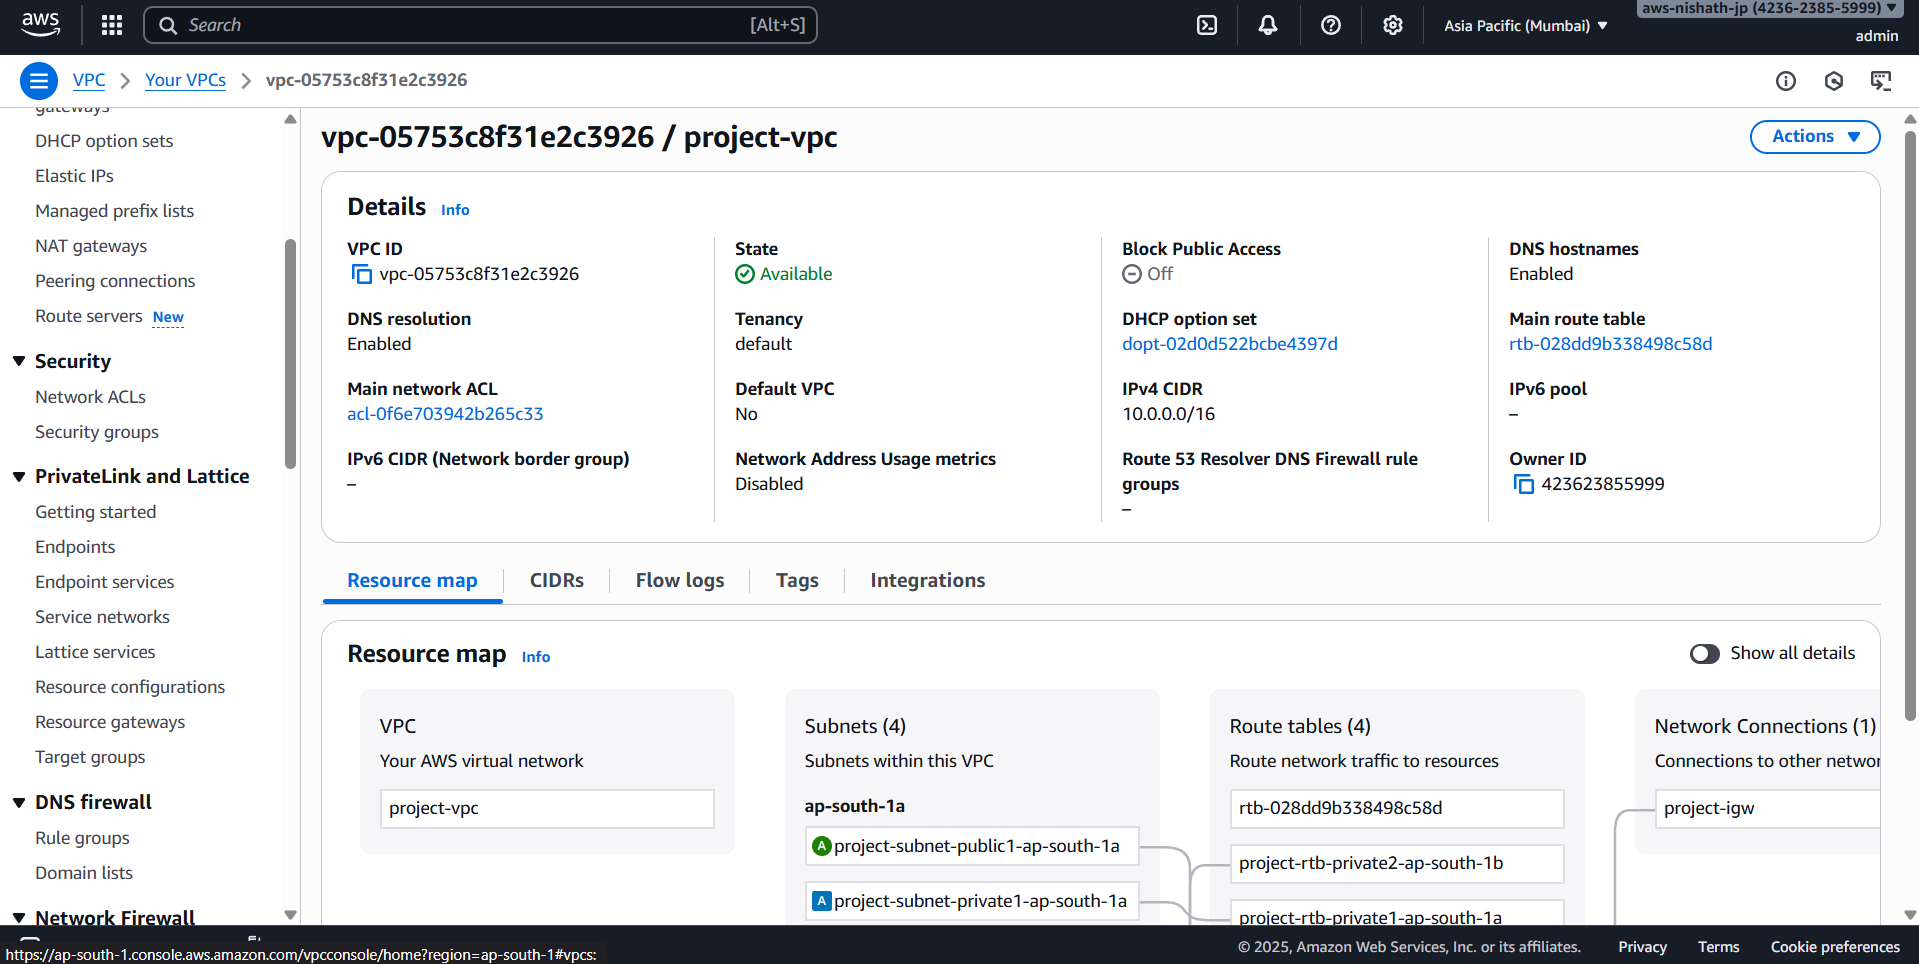 aws
Search
[Alt+S]
Asia Pacific (Mumbai)
aws-nishath-jp (4236-2385-5999)
admin
VPC
Your VPCs
vpc-05753c8f31e2c3926
gateways
DHCP option sets
Elastic IPs
Managed prefix lists
NAT gateways
Peering connections
Route servers New
Security
Network ACLs
Security groups
PrivateLink and Lattice
Getting started
Endpoints
Endpoint services
Service networks
Lattice services
Resource configurations
Resource gateways
Target groups
DNS firewall
Rule groups
Domain lists
Network Firewall
vpc-05753c8f31e2c3926 / project-vpc
Actions
Details Info
VPC ID
vpc-05753c8f31e2c3926
State
Available
Block Public Access
Off
DNS hostnames
Enabled
DNS resolution
Enabled
Tenancy
default
DHCP option set
dopt-02d0d522bcbe4397d
Main route table
rtb-028dd9b338498c58d
Main network ACL
acl-0f6e703942b265c33
Default VPC
No
IPv4 CIDR
10.0.0.0/16
IPv6 pool
–
IPv6 CIDR (Network border group)
–
Network Address Usage metrics
Disabled
Route 53 Resolver DNS Firewall rule
groups
–
Owner ID
423623855999
Resource map
CIDRs
Flow logs
Tags
Integrations
Resource map Info
Show all details
VPC
Your AWS virtual network
project-vpc
Subnets (4)
Subnets within this VPC
ap-south-1a
A project-subnet-public1-ap-south-1a
A project-subnet-private1-ap-south-1a
Route tables (4)
Route network traffic to resources
rtb-028dd9b338498c58d
project-rtb-private2-ap-south-1b
project-rtb-private1-ap-south-1a
Network Connections (1)
Connections to other networ
project-igw
https://ap-south-1.console.aws.amazon.com/vpcconsole/home?region=ap-south-1#vpcs:
© 2025, Amazon Web Services, Inc. or its affiliates.
Privacy
Terms
Cookie preferences